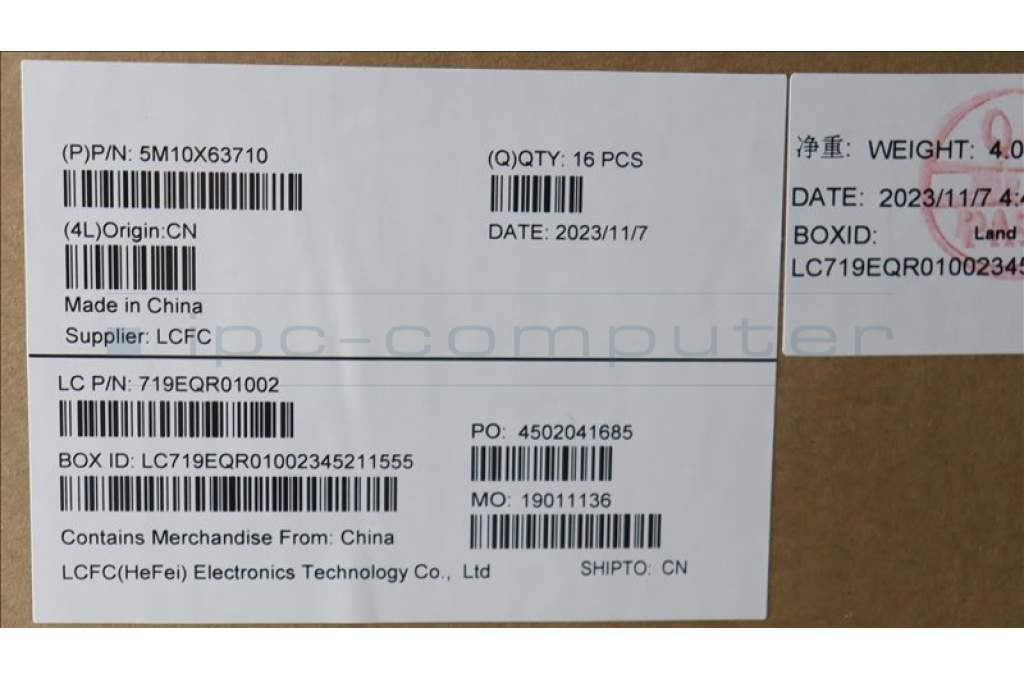 (P)P/N: 5M10X63710
(Q)QTY: 16 PCS
(4L)Origin:CN
DATE: 2023/11/7
Made in China
Supplier: LCFC
LC P/N: 719EQR01002
PO: 4502041685
BOX ID: LC719EQR01002345211555
MO: 19011136
Contains Merchandise From: China
LCFC(HeFei) Electronics Technology Co., Ltd
SHIPTO: CN
净重: WEIGHT: 4.0
DATE: 2023/11/7 4:4
BOXID: Land
LC719EQR01002345
ipc-computer